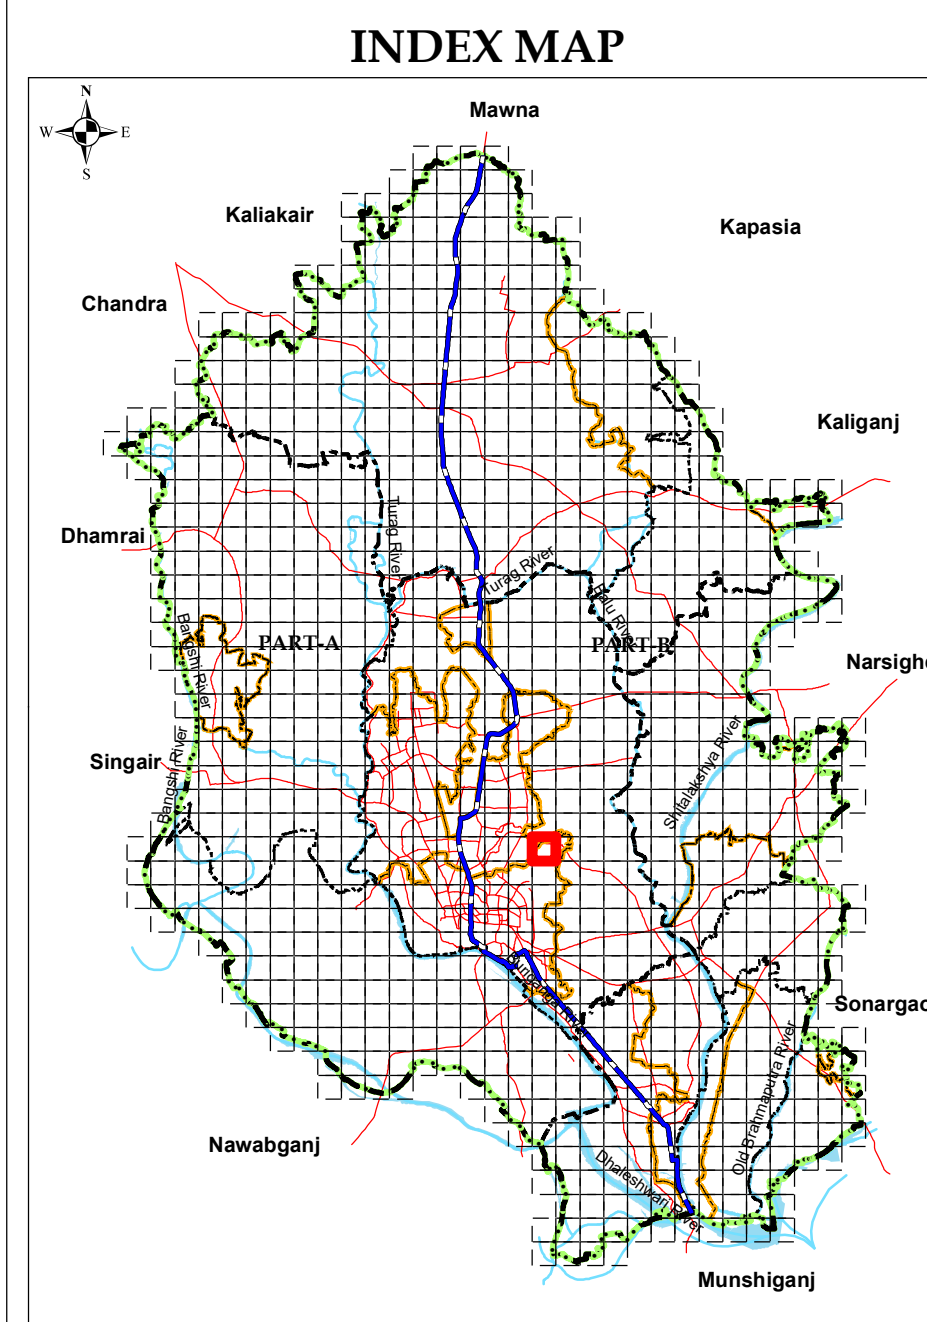 INDEX MAP
N
W E
S
Mawna
Kaliakair
Kapasia
Chandra
Kaliganj
Dhamrai
Turag River
Turag River
Balu River
Bangshi River
PART-A
PART-B
Narsigh
Shitalakshya River
Singair
Bangshi River
Buriganga River
Sonargao
Old Brahmaputra River
Nawabganj
Dhaleshwari River
Munshiganj